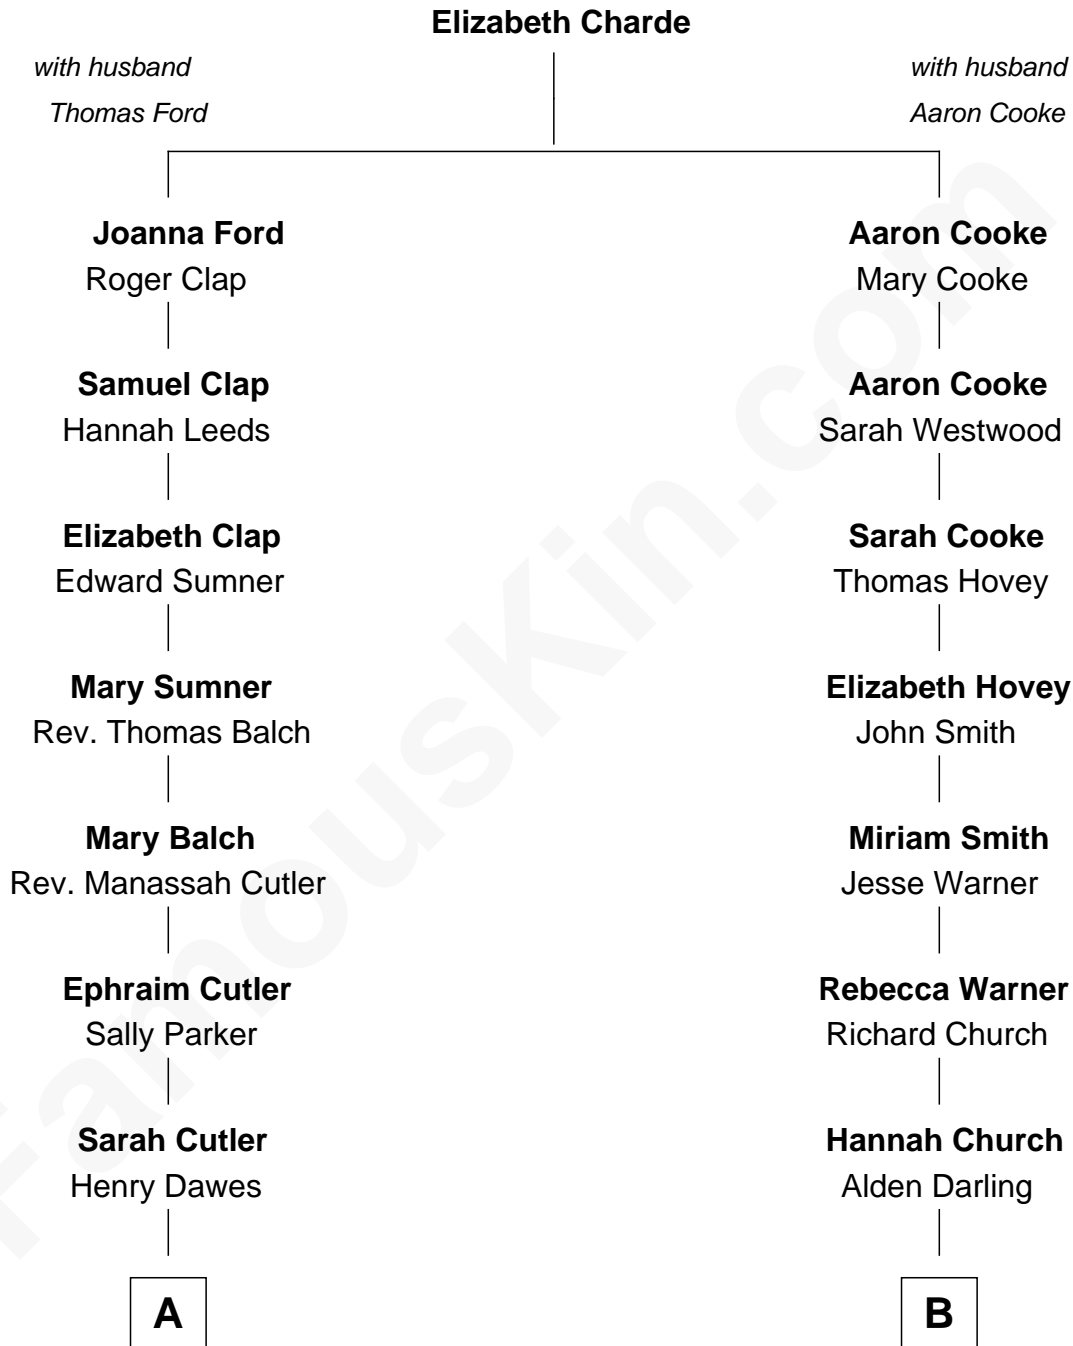 Elizabeth Charde
with husband
Thomas Ford
with husband
Aaron Cooke
Joanna Ford
Roger Clap
Aaron Cooke
Mary Cooke
Samuel Clap
Hannah Leeds
Aaron Cooke
Sarah Westwood
Elizabeth Clap
Edward Sumner
Sarah Cooke
Thomas Hovey
Mary Sumner
Rev. Thomas Balch
Elizabeth Hovey
John Smith
Mary Balch
Rev. Manassah Cutler
Miriam Smith
Jesse Warner
Ephraim Cutler
Sally Parker
Rebecca Warner
Richard Church
Sarah Cutler
Henry Dawes
Hannah Church
Alden Darling
A
B
FamousKin.com